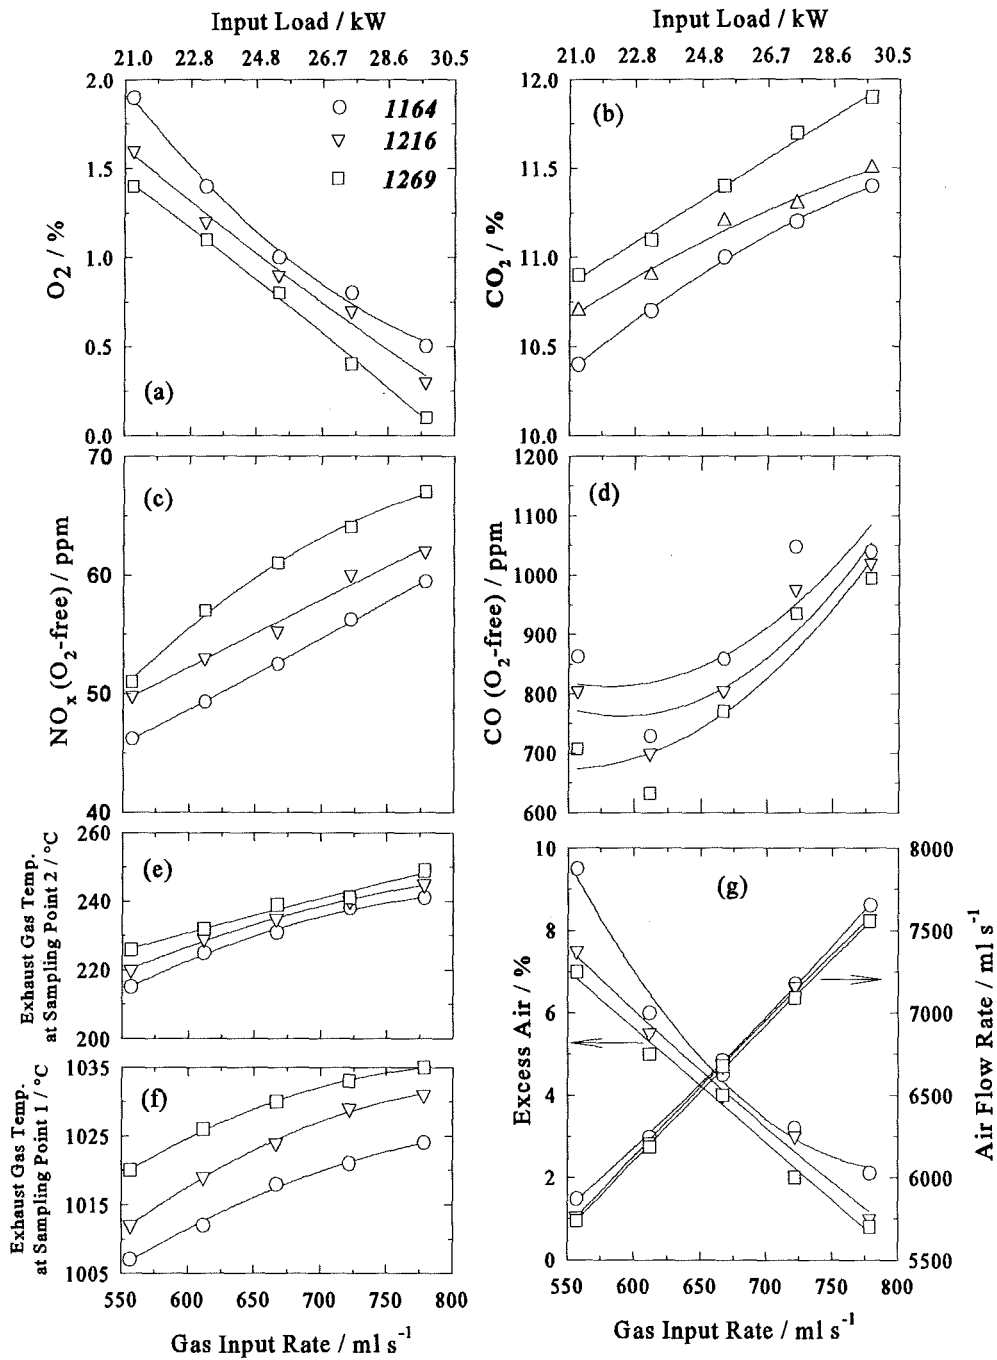 Input Load / kW
21.0 22.8 24.8 26.7 28.6 30.5
Input Load / kW
21.0 22.8 24.8 26.7 28.6 30.5
2.0
1.5
1.0
0.5
0.0
O₂ / %
1164
1216
1269
(a)
12.0
11.5
11.0
10.5
10.0
CO₂ / %
(b)
70
60
50
40
NOₓ (O₂-free) / ppm
(c)
1200
1100
1000
900
800
700
600
CO (O₂-free) / ppm
(d)
260
240
220
200
Exhaust Gas Temp.
at Sampling Point 2 / °C
(e)
1035
1025
1015
1005
Exhaust Gas Temp.
at Sampling Point 1 / °C
(f)
550 600 650 700 750 800
Gas Input Rate / ml s⁻¹
10
8
6
4
2
0
Excess Air / %
(g)
8000
7500
7000
6500
6000
5500
Air Flow Rate / ml s⁻¹
550 600 650 700 750 800
Gas Input Rate / ml s⁻¹